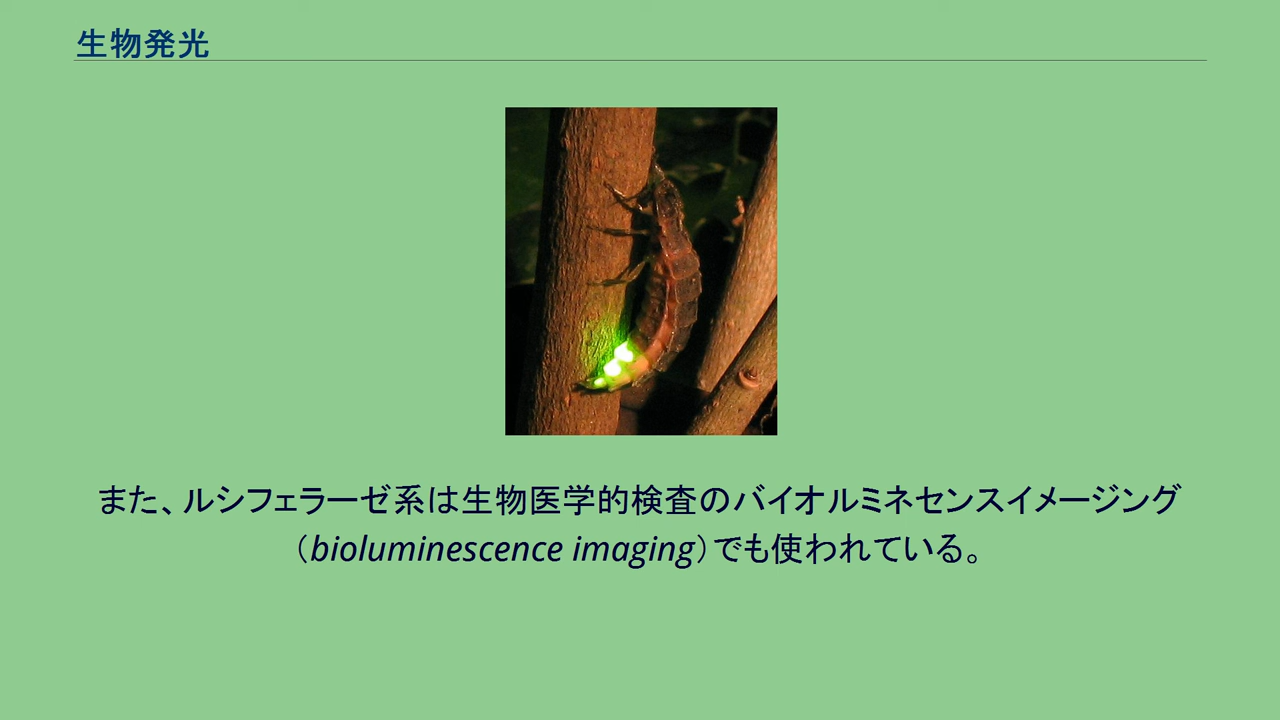 生物発光
また、ルシフェラーゼ系は生物医学的検査のバイオルミネセンスイメージング
（bioluminescence imaging）でも使われている。